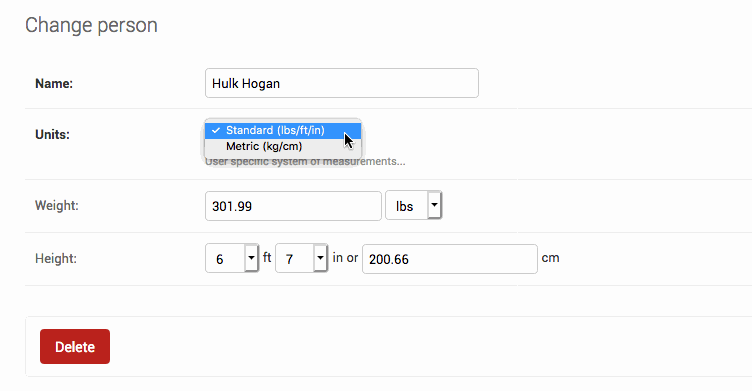 Change person
Name: Hulk Hogan
Units: ✓ Standard (lbs/ft/in)
Metric (kg/cm)
User specific system of measurements...
Weight: 301.99 lbs
Height: 6 ft 7 in or 200.66 cm
Delete